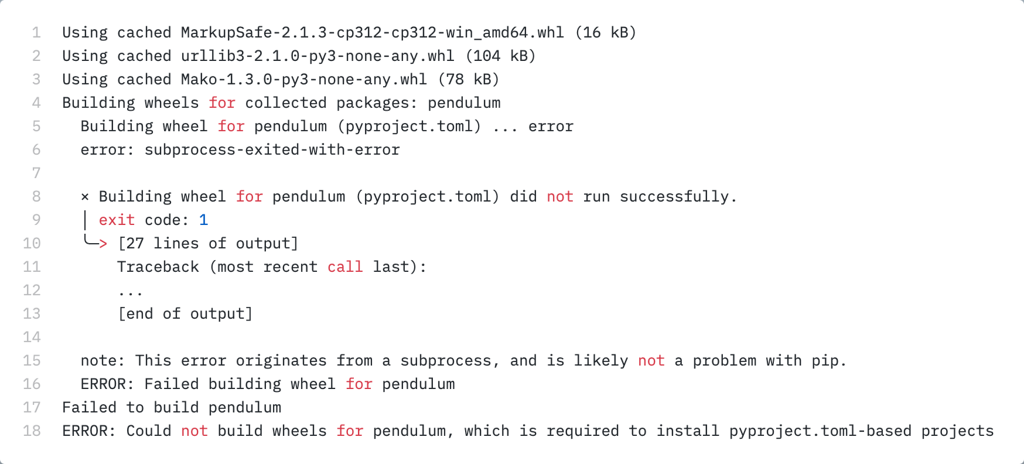 1 Using cached MarkupSafe-2.1.3-cp312-cp312-win_amd64.whl (16 kB)
2 Using cached urllib3-2.1.0-py3-none-any.whl (104 kB)
3 Using cached Mako-1.3.0-py3-none-any.whl (78 kB)
4 Building wheels for collected packages: pendulum
5   Building wheel for pendulum (pyproject.toml) ... error
6   error: subprocess-exited-with-error
7
8   × Building wheel for pendulum (pyproject.toml) did not run successfully.
9   │ exit code: 1
10   ╰─> [27 lines of output]
11       Traceback (most recent call last):
12       ...
13       [end of output]
14
15   note: This error originates from a subprocess, and is likely not a problem with pip.
16   ERROR: Failed building wheel for pendulum
17 Failed to build pendulum
18 ERROR: Could not build wheels for pendulum, which is required to install pyproject.toml-based projects